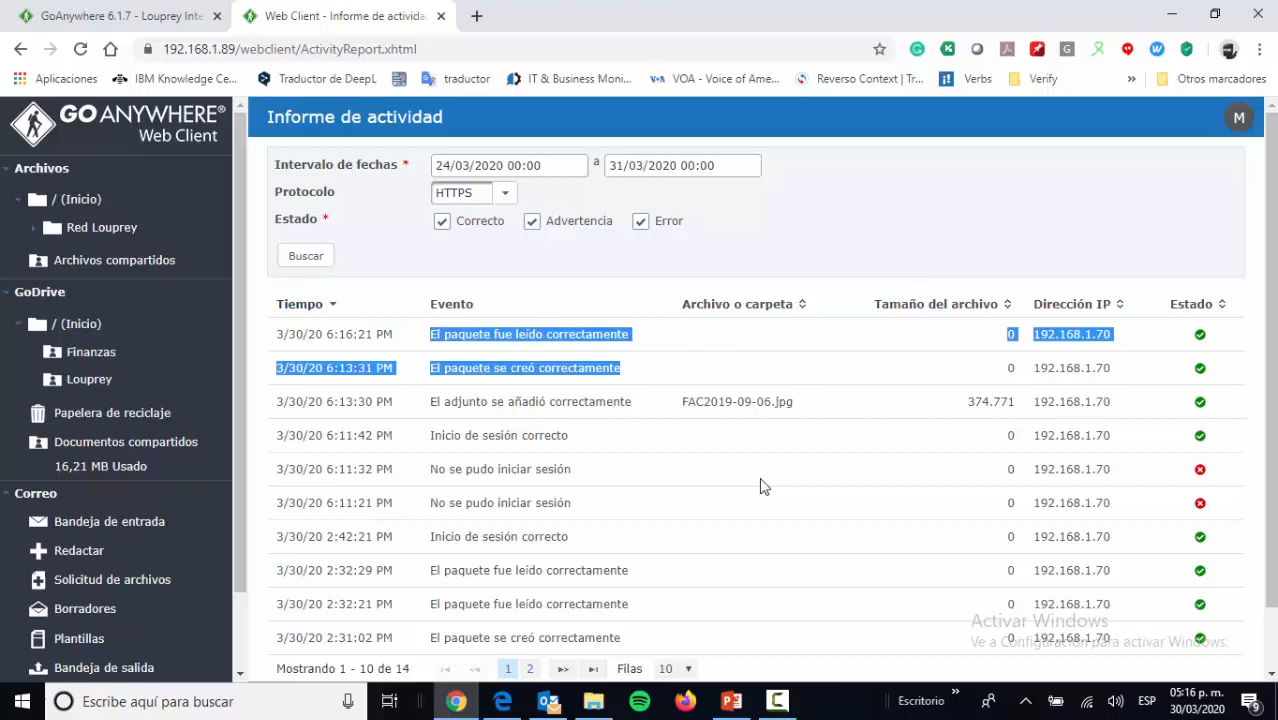 GoAnywhere 6.1.7 - Louprey Inte
Web Client - Informe de actividad
192.168.1.89/webclient/ActivityReport.xhtml
Aplicaciones
IBM Knowledge Ce...
Traductor de DeepL
traductor
IT & Business Moni...
VOA - Voice of Ame...
Reverso Context | Tr...
Verbs
Verify
»
Otros marcadores
GO ANYWHERE®
Web Client
Informe de actividad
M
Archivos
/ (Inicio)
Red Louprey
Archivos compartidos
GoDrive
/ (Inicio)
Finanzas
Louprey
Papelera de reciclaje
Documentos compartidos
16,21 MB Usado
Correo
Bandeja de entrada
Redactar
Solicitud de archivos
Borradores
Plantillas
Bandeja de salida
Intervalo de fechas * 24/03/2020 00:00 a 31/03/2020 00:00
Protocolo HTTPS
Estado * Correcto Advertencia Error
Buscar
Tiempo Evento Archivo o carpeta Tamaño del archivo Dirección IP Estado
3/30/20 6:16:21 PM El paquete fue leído correctamente 0 192.168.1.70
3/30/20 6:13:31 PM El paquete se creó correctamente 0 192.168.1.70
3/30/20 6:13:30 PM El adjunto se añadió correctamente FAC2019-09-06.jpg 374.771 192.168.1.70
3/30/20 6:11:42 PM Inicio de sesión correcto 0 192.168.1.70
3/30/20 6:11:32 PM No se pudo iniciar sesión 0 192.168.1.70
3/30/20 6:11:21 PM No se pudo iniciar sesión 0 192.168.1.70
3/30/20 2:42:21 PM Inicio de sesión correcto 0 192.168.1.70
3/30/20 2:32:29 PM El paquete fue leído correctamente 0 192.168.1.70
3/30/20 2:32:21 PM El paquete fue leído correctamente 0 192.168.1.70
3/30/20 2:31:02 PM El paquete se creó correctamente 0 192.168.1.70
Activar Windows
Ve a Configuración para activar Windows.
Mostrando 1 - 10 de 14 1 2 Filas 10
Escribe aquí para buscar
Escritorio
»
ESP
05:16 p. m.
30/03/2020
9